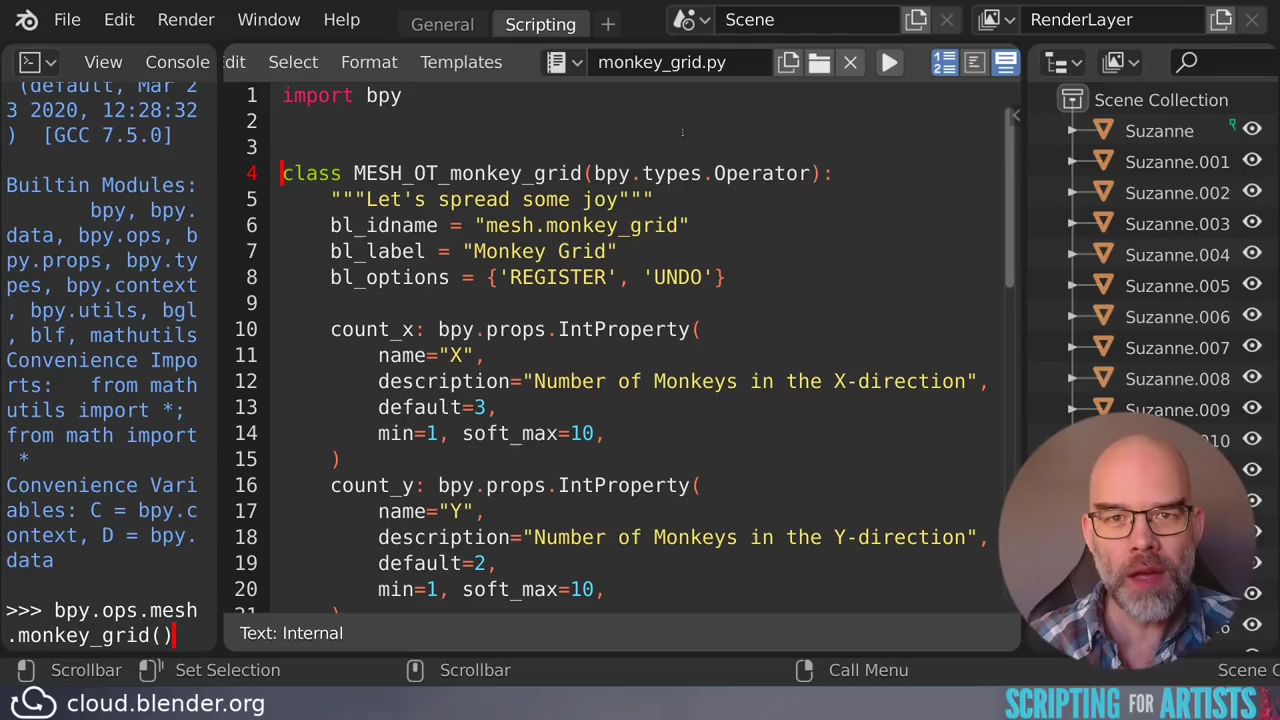 File Edit Render Window Help General Scripting + Scene RenderLayer
View Console
dit Select Format Templates monkey_grid.py
(default, Mar 2
3 2020, 12:28:32
) [GCC 7.5.0]
Builtin Modules:
bpy, bpy.
data, bpy.ops, b
py.props, bpy.ty
pes, bpy.context
, bpy.utils, bgl
, blf, mathutils
Convenience Impo
rts: from math
utils import *;
from math import
*
Convenience Vari
ables: C = bpy.c
ontext, D = bpy.
data
>>> bpy.ops.mesh
.monkey_grid()
1 import bpy
2
3
4 class MESH_OT_monkey_grid(bpy.types.Operator):
5 """Let's spread some joy"""
6 bl_idname = "mesh.monkey_grid"
7 bl_label = "Monkey Grid"
8 bl_options = {'REGISTER', 'UNDO'}
9
10 count_x: bpy.props.IntProperty(
11 name="X",
12 description="Number of Monkeys in the X-direction",
13 default=3,
14 min=1, soft_max=10,
15 )
16 count_y: bpy.props.IntProperty(
17 name="Y",
18 description="Number of Monkeys in the Y-direction",
19 default=2,
20 min=1, soft_max=10,
21 )
Text: Internal
Scene Collection
Suzanne
Suzanne.001
Suzanne.002
Suzanne.003
Suzanne.004
Suzanne.005
Suzanne.006
Suzanne.007
Suzanne.008
Suzanne.009
Scrollbar Set Selection Scrollbar Call Menu Scene
cloud.blender.org
SCRIPTING FOR ARTISTS